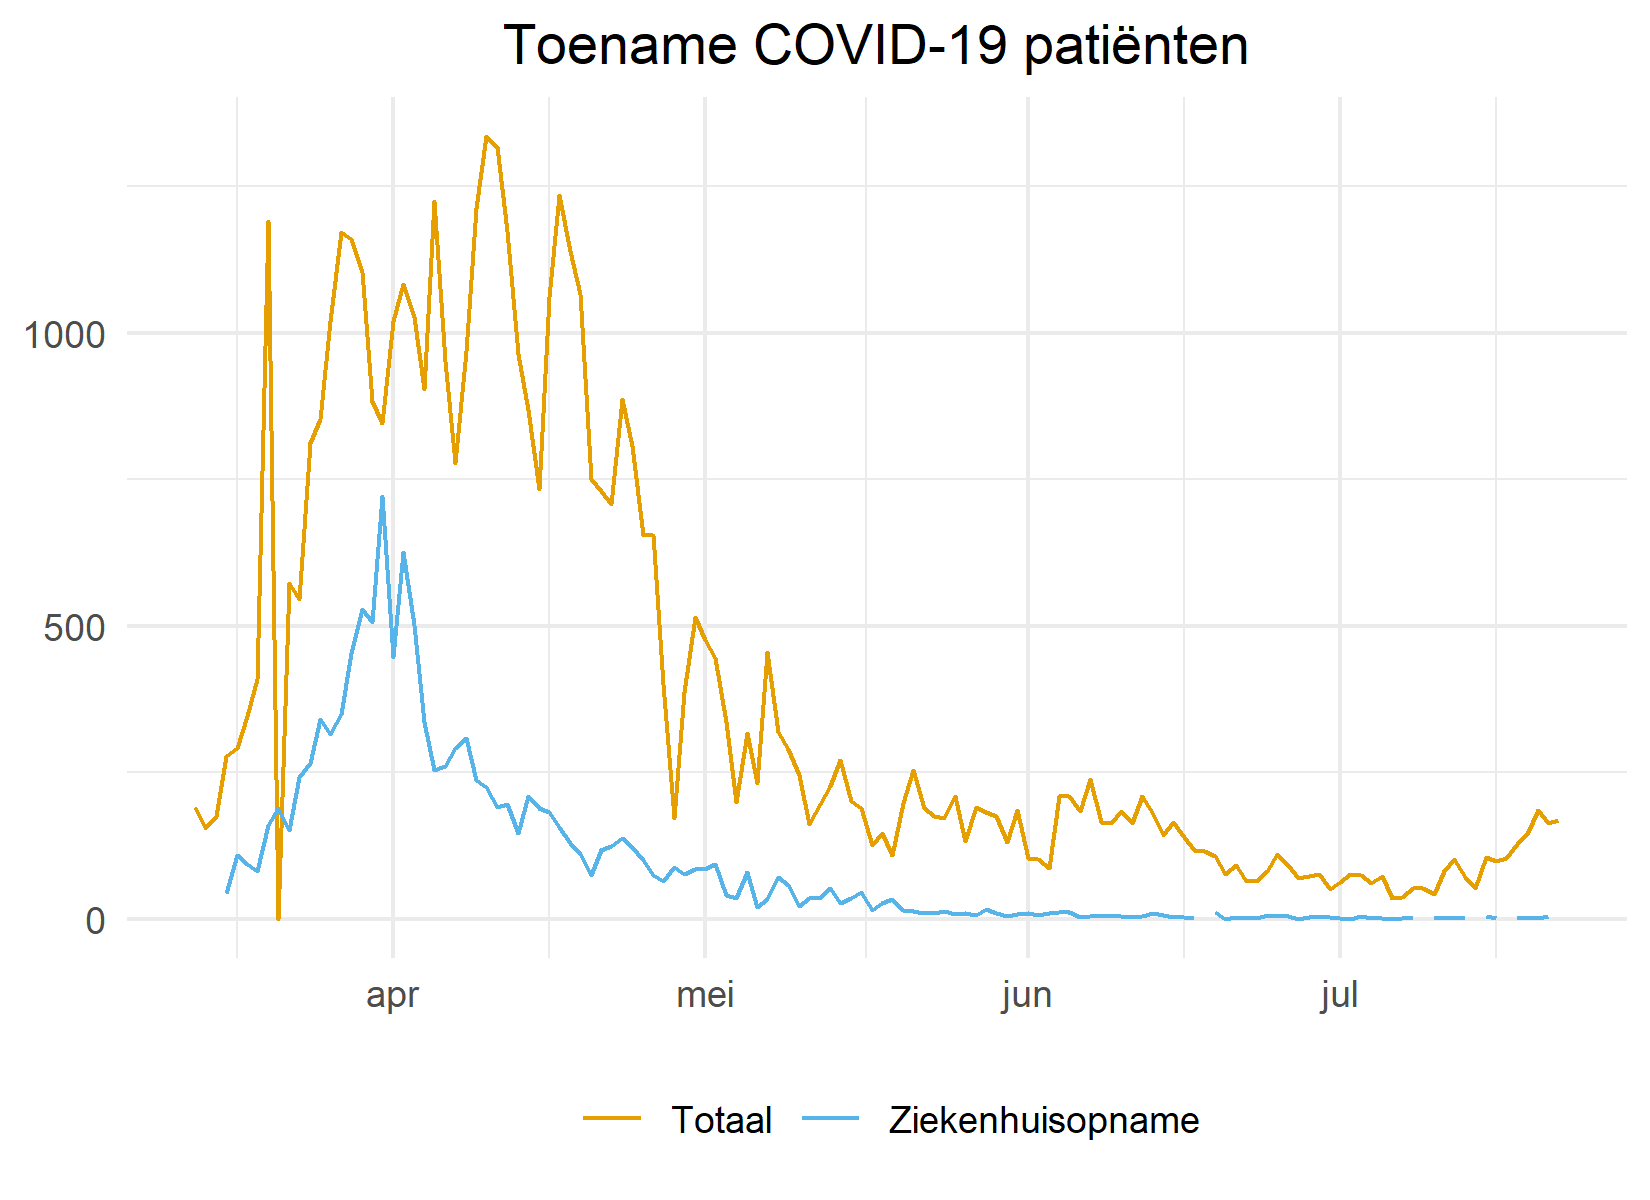 Toename COVID-19 patiënten
1000
500
0
apr mei jun jul
Totaal Ziekenhuisopname